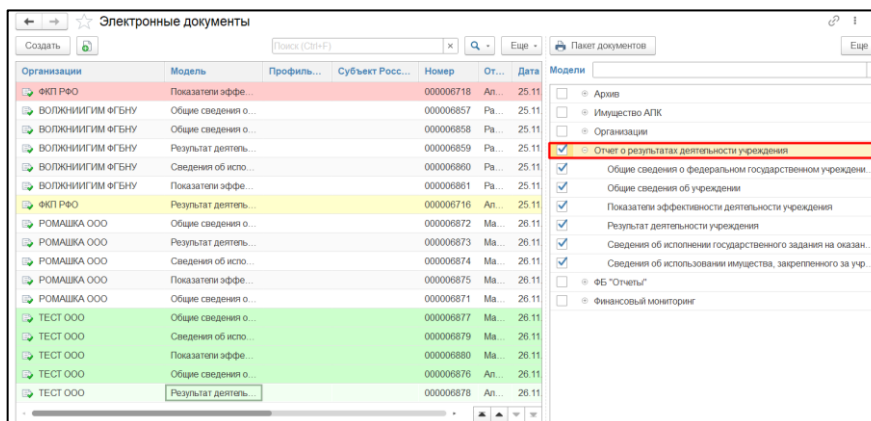 Электронные документы
Создать Поиск (Ctrl+F) × Еще Пакет документов Еще
Организации Модель Профиль... Субъект Росс... Номер От... Дата Модели
ФКП РФО Показатели эффе... 000006718 Ал... 25.11 Архив
ВОЛЖНИИГИМ ФГБНУ Общие сведения о... 000006857 Ра... 25.11 Имущество АПК
ВОЛЖНИИГИМ ФГБНУ Общие сведения о... 000006858 Ра... 25.11 Организации
ВОЛЖНИИГИМ ФГБНУ Результат деятель... 000006859 Ра... 25.11 Отчет о результатах деятельности учреждения
ВОЛЖНИИГИМ ФГБНУ Сведения об испо... 000006860 Ра... 25.11 Общие сведения о федеральном государственном учреждени...
ВОЛЖНИИГИМ ФГБНУ Показатели эффе... 000006861 Ра... 25.11 Общие сведения об учреждении
ФКП РФО Результат деятель... 000006716 Ал... 25.11 Показатели эффективности деятельности учреждения
РОМАШКА ООО Общие сведения о... 000006872 Ма... 26.11 Результат деятельности учреждения
РОМАШКА ООО Результат деятель... 000006873 Ма... 26.11 Сведения об исполнении государственного задания на оказан...
РОМАШКА ООО Сведения об испо... 000006874 Ма... 26.11 Сведения об использовании имущества, закрепленного за учр...
РОМАШКА ООО Показатели эффе... 000006875 Ма... 26.11 ФБ "Отчеты"
РОМАШКА ООО Общие сведения о... 000006871 Ма... 26.11 Финансовый мониторинг
ТЕСТ ООО Общие сведения о... 000006877 Ма... 26.11
ТЕСТ ООО Сведения об испо... 000006879 Ма... 26.11
ТЕСТ ООО Показатели эффе... 000006880 Ма... 26.11
ТЕСТ ООО Общие сведения о... 000006876 Ал... 26.11
ТЕСТ ООО Результат деятель... 000006878 Ал... 26.11